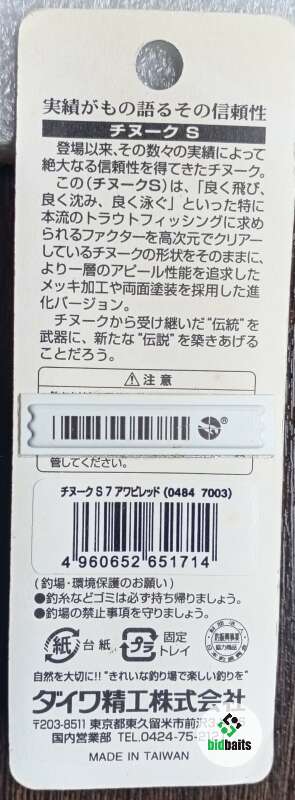 実績がもの語るその信頼性
チヌーク S
登場以来、その数々の実績によって
絶大なる信頼性を得てきたチヌーク。
この(チヌークS)は、「良く飛び、
良く沈み、良く泳ぐ」といった特に
本流のトラウトフィッシングに求め
られるファクターを高次元でクリアー
しているチヌークの形状をそのままに、
より一層のアピール性能を追求した
メッキ加工や両面塗装を採用した進
化バージョン。
チヌークから受け継いだ“伝統”を
武器に、新たな“伝説”を築きあげる
ことだろう。
⚠注意
管してください。
チヌーク S 7 アワビレッド (0484 7003)
4 960652 651714
(釣場・環境保護のお願い)
●釣糸などゴミは必ず持ち帰りましょう。
●釣場の禁止事項を守りましょう。
紙 台紙 プラ 固定トレイ
自然を大切に!! “きれいな釣り場で楽しい釣りを”
ダイワ精工株式会社
〒203-8511 東京都東久留米市前沢3
国内営業部 TEL.0424-75-21
MADE IN TAIWAN
bidbaits